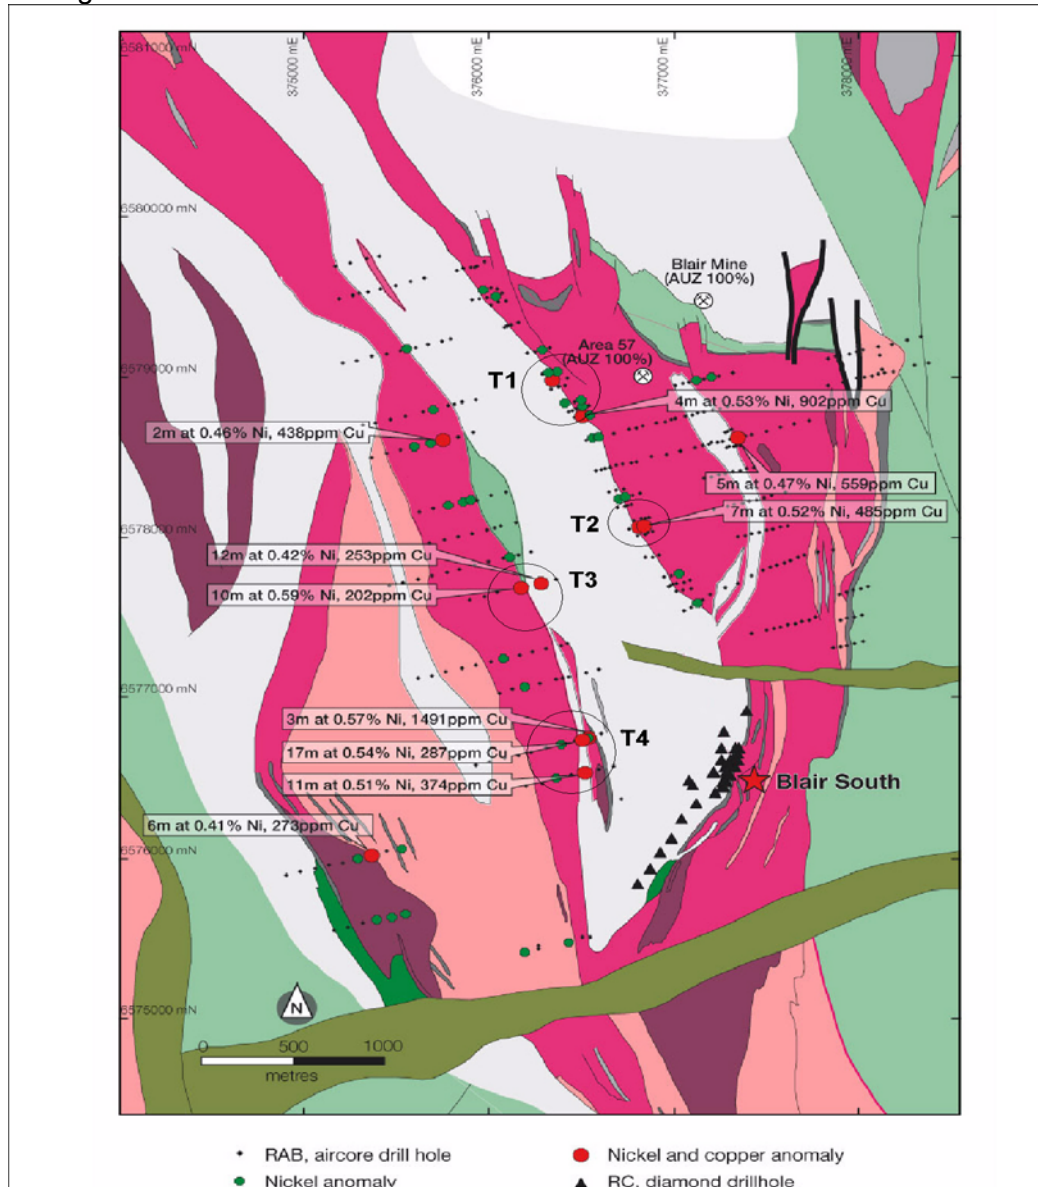 375000 mE
376000 mE
377000 mE
378000 mE
6581000 mN
6580000 mN
Blair Mine
(AUZ 100%)
Area 57
(AUZ 100%)
6579000 mN
T1
4m at 0.53% Ni, 902ppm Cu
2m at 0.46% Ni, 438ppm Cu
5m at 0.47% Ni, 559ppm Cu
7m at 0.52% Ni, 485ppm Cu
T2
6578000 mN
12m at 0.42% Ni, 253ppm Cu
T3
10m at 0.59% Ni, 202ppm Cu
6577000 mN
3m at 0.57% Ni, 1491ppm Cu
T4
17m at 0.54% Ni, 287ppm Cu
11m at 0.51% Ni, 374ppm Cu
Blair South
6m at 0.41% Ni, 273ppm Cu
6576000 mN
6575000 mN
N
0 500 1000
metres
RAB, aircore drill hole
Nickel and copper anomaly
Nickel anomaly
RC, diamond drillhole